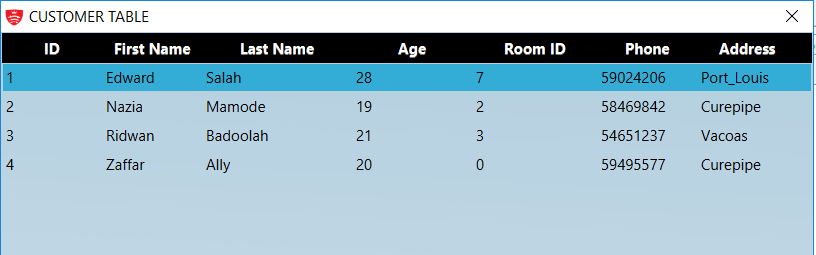 CUSTOMER TABLE
ID First Name Last Name Age Room ID Phone Address
1 Edward Salah 28 7 59024206 Port_Louis
2 Nazia Mamode 19 2 58469842 Curepipe
3 Ridwan Badoolah 21 3 54651237 Vacoas
4 Zaffar Ally 20 0 59495577 Curepipe